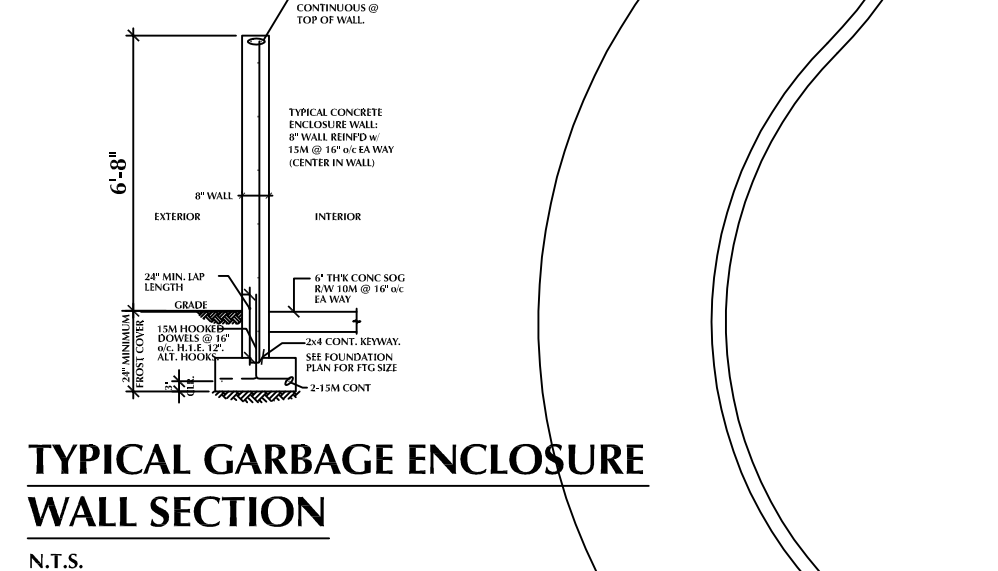 CONTINUOUS @
TOP OF WALL.
TYPICAL CONCRETE
ENCLOSURE WALL:
8" WALL REINF'D w/
15M @ 16" o/c EA WAY
(CENTER IN WALL)
6'-8"
8" WALL
EXTERIOR
INTERIOR
24" MIN. LAP
LENGTH
6" TH'K CONC SOG
R/W 10M @ 16" o/c
EA WAY
GRADE
24" MINIMUM
FROST COVER
15M HOOKED
DOWELS @ 16"
o/c. H.1.E. 12".
ALT. HOOKS.
2x4 CONT. KEYWAY.
SEE FOUNDATION
PLAN FOR FTG SIZE
3"
CLR.
2-15M CONT
TYPICAL GARBAGE ENCLOSURE
WALL SECTION
N.T.S.